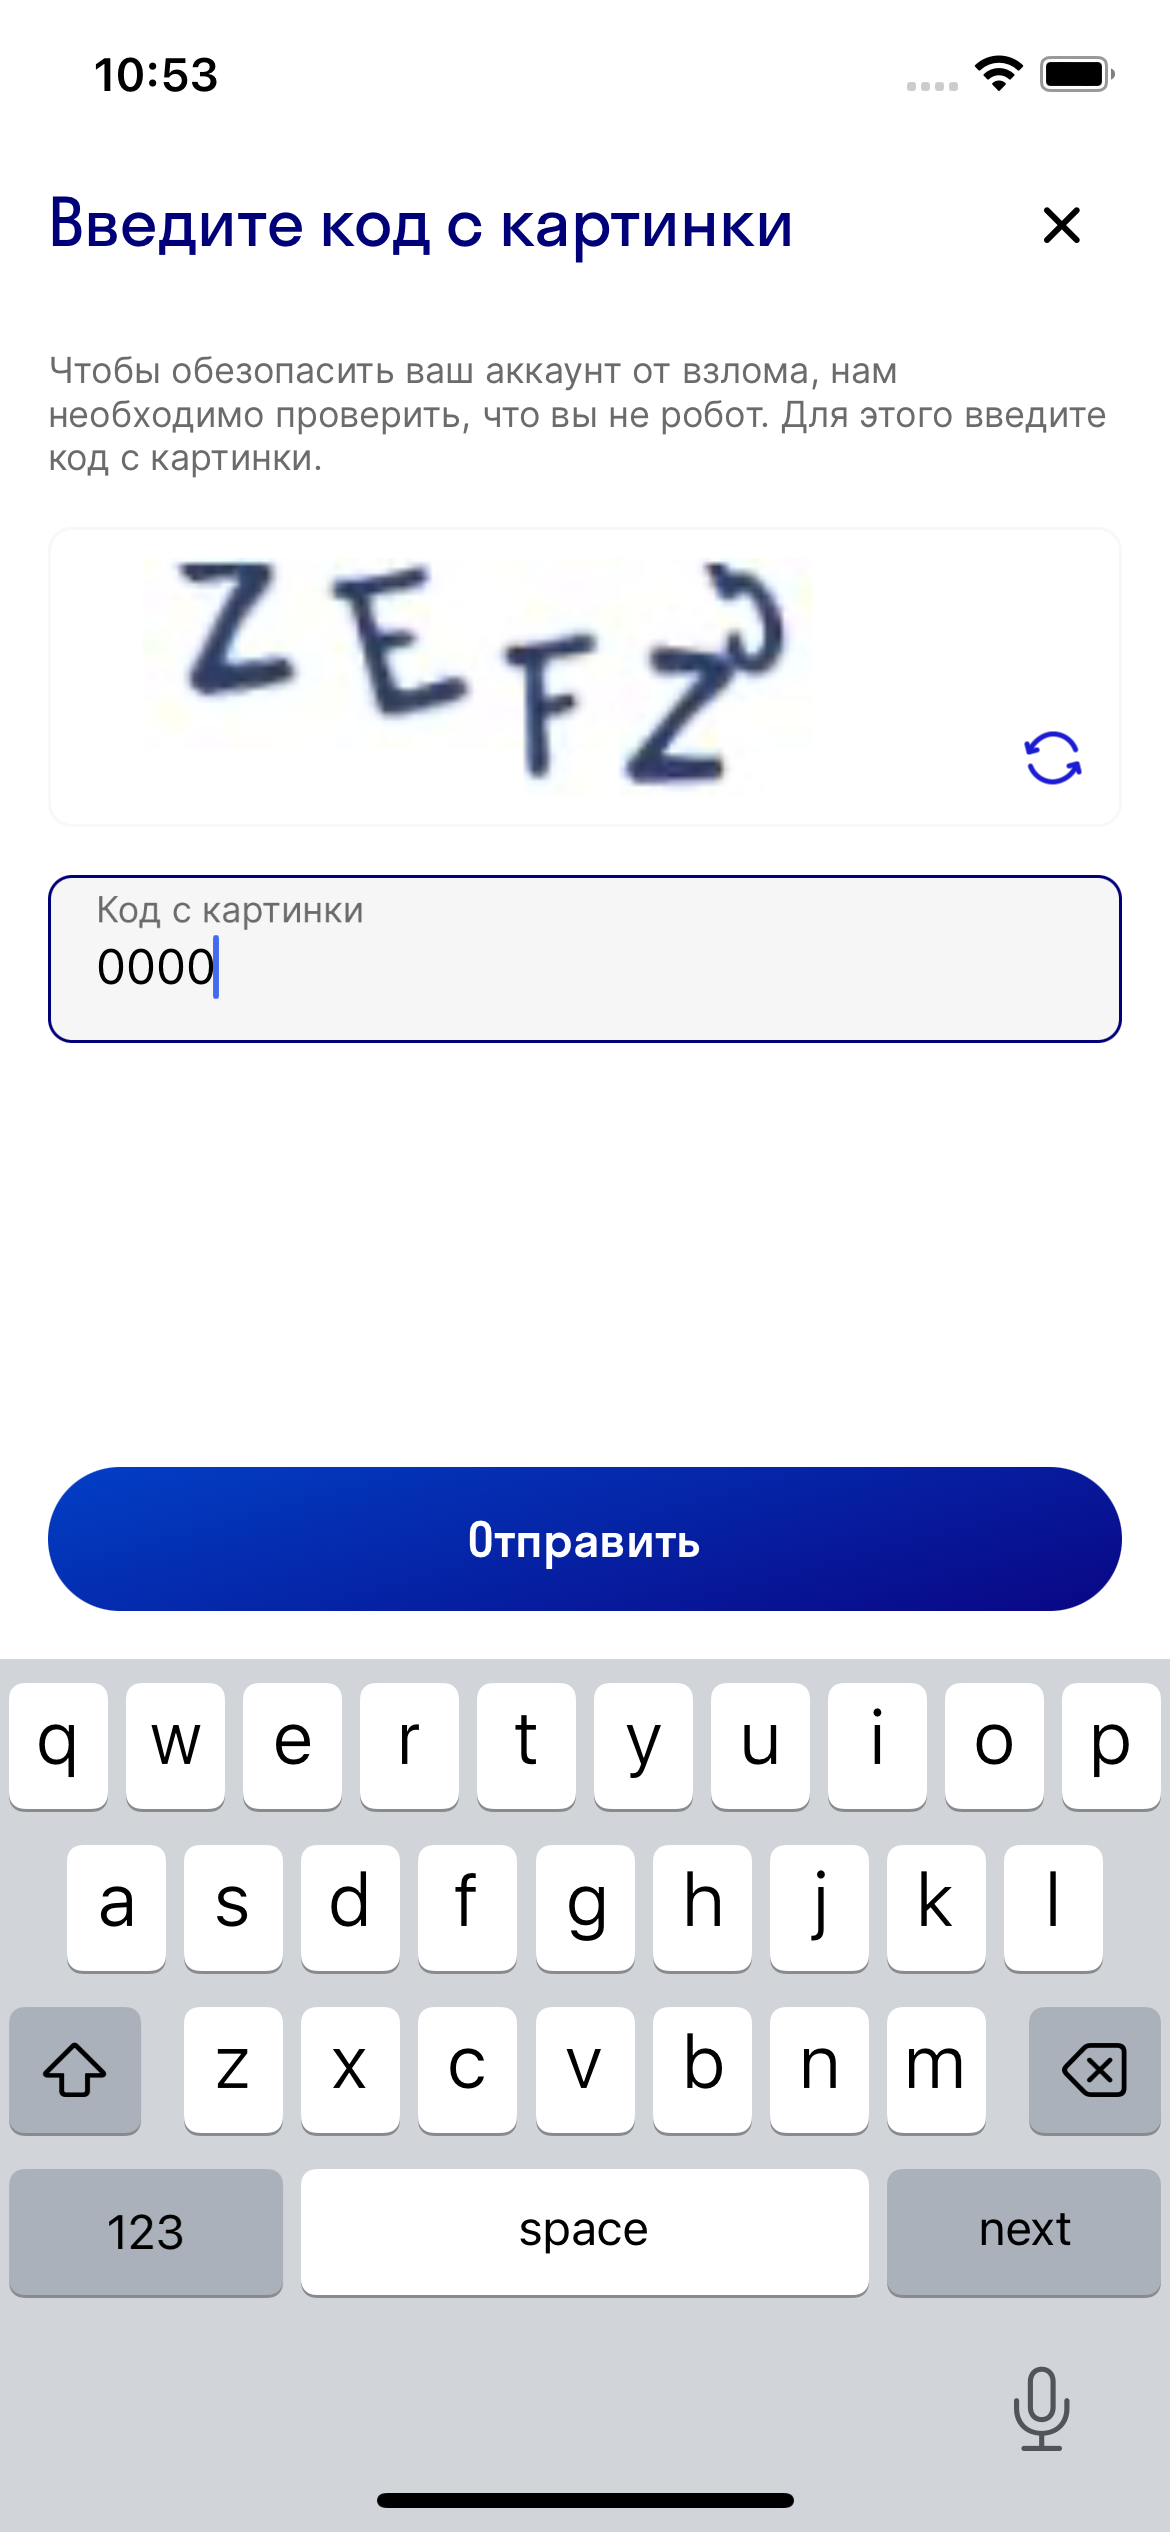 10:53
Введите код с картинки
Чтобы обезопасить ваш аккаунт от взлома, нам
необходимо проверить, что вы не робот. Для этого введите
код с картинки.
ZEFZ
Код с картинки
0000
Отправить
q w e r t y u i o p
a s d f g h j k l
z x c v b n m
123 space next